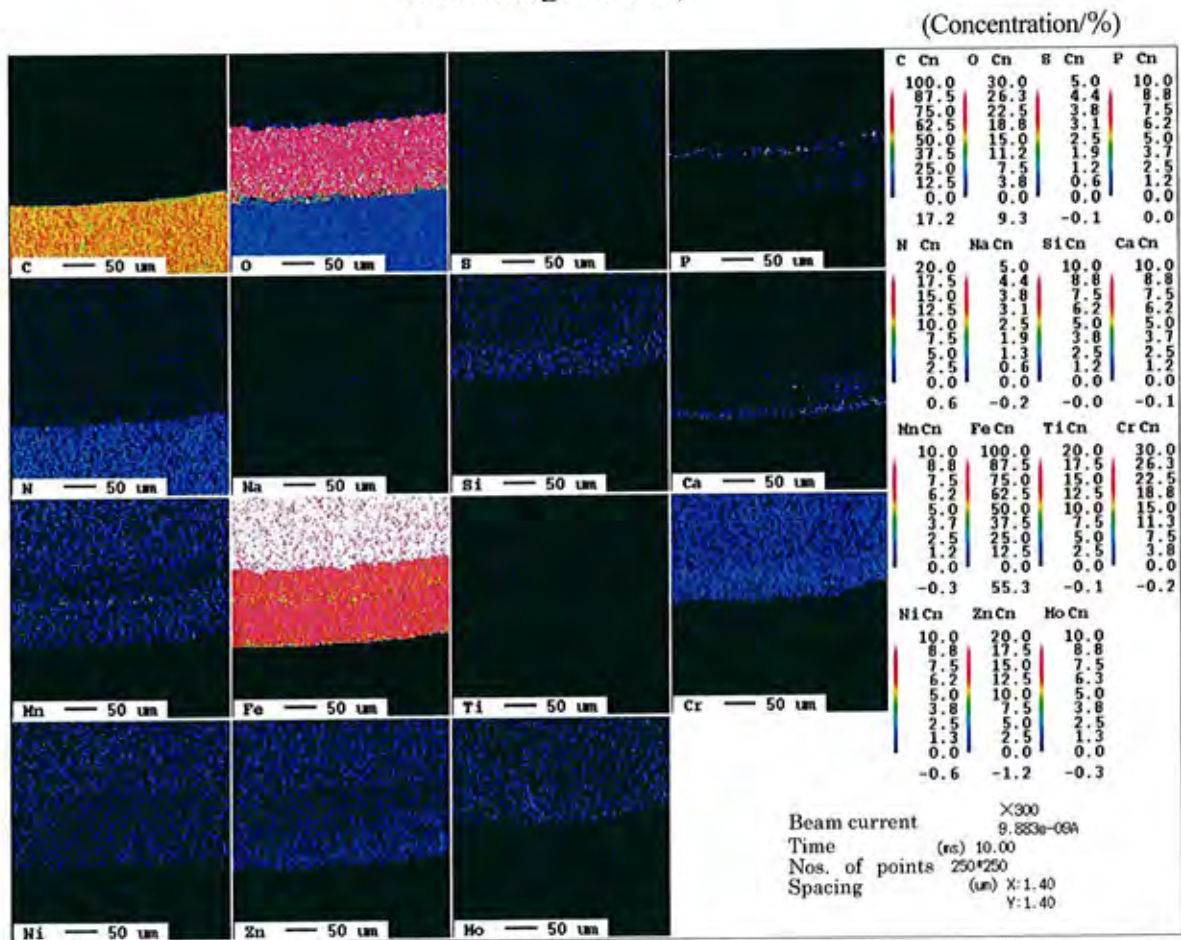 (Concentration/%)
C Cn O Cn S Cn P Cn
100.0 30.0 5.0 10.0
87.5 26.3 4.4 8.8
75.0 22.5 3.8 7.5
62.5 18.8 3.1 6.2
50.0 15.0 2.5 5.0
37.5 11.2 1.9 3.7
25.0 7.5 1.2 2.5
12.5 3.8 0.6 1.2
0.0 0.0 0.0 0.0
17.2 9.3 -0.1 0.0
C 50 um O 50 um S 50 um P 50 um
N Cn Na Cn Si Cn Ca Cn
20.0 5.0 10.0 10.0
17.5 4.4 8.8 8.8
15.0 3.8 7.5 7.5
12.5 3.1 6.2 6.2
10.0 2.5 5.0 5.0
7.5 1.9 3.8 3.7
5.0 1.3 2.5 2.5
2.5 0.6 1.2 1.2
0.0 0.0 0.0 0.0
0.6 -0.2 -0.0 -0.1
N 50 um Na 50 um Si 50 um Ca 50 um
Mn Cn Fe Cn Ti Cn Cr Cn
10.0 100.0 20.0 30.0
8.8 87.5 17.5 26.3
7.5 75.0 15.0 22.5
6.2 62.5 12.5 18.8
5.0 50.0 10.0 15.0
3.7 37.5 7.5 11.3
2.5 25.0 5.0 7.5
1.2 12.5 2.5 3.8
0.0 0.0 0.0 0.0
-0.3 55.3 -0.1 -0.2
Mn 50 um Fe 50 um Ti 50 um Cr 50 um
Ni Cn Zn Cn Mo Cn
10.0 20.0 10.0
8.8 17.5 8.8
7.5 15.0 7.5
6.2 12.5 6.3
5.0 10.0 5.0
3.8 7.5 3.8
2.5 5.0 2.5
1.3 2.5 1.3
0.0 0.0 0.0
-0.6 -1.2 -0.3
X300
Beam current 9.883e-09A
Time (ms) 10.00
Nos. of points 250*250
Spacing (um) X:1.40
Y:1.40
Ni 50 um Zn 50 um Mo 50 um